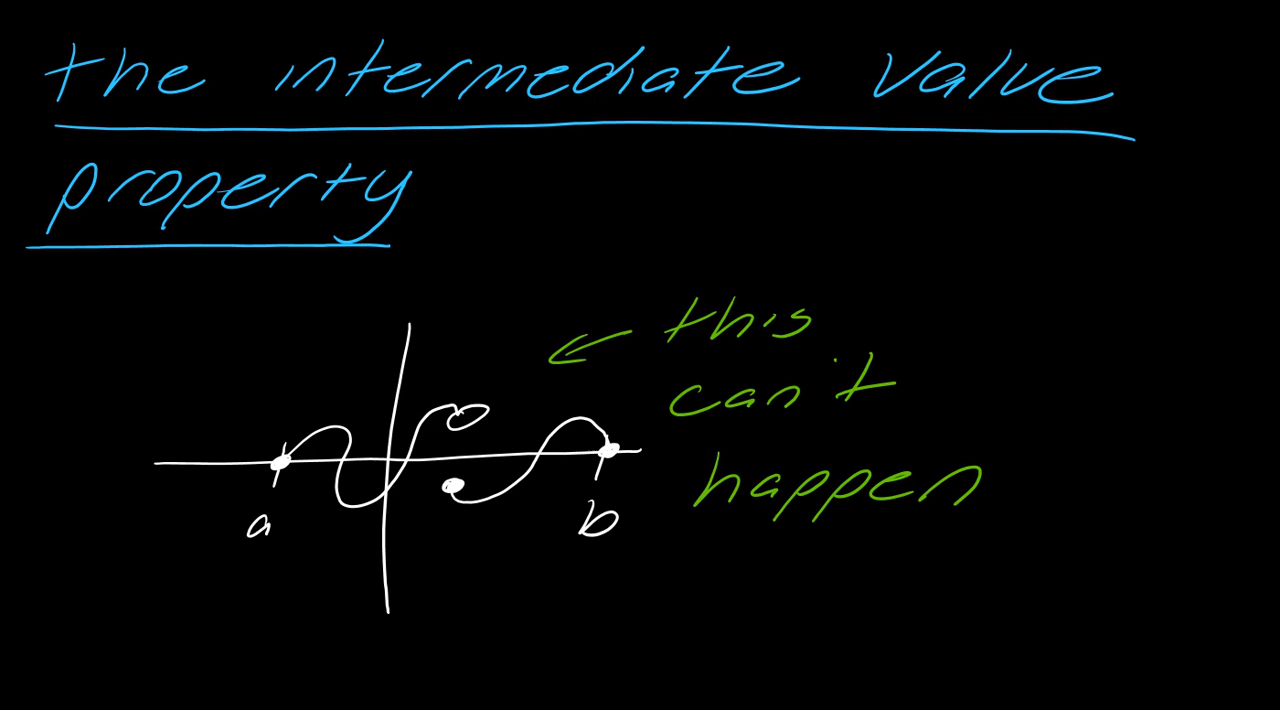 the intermediate value
property
this
can't
happen
a
b